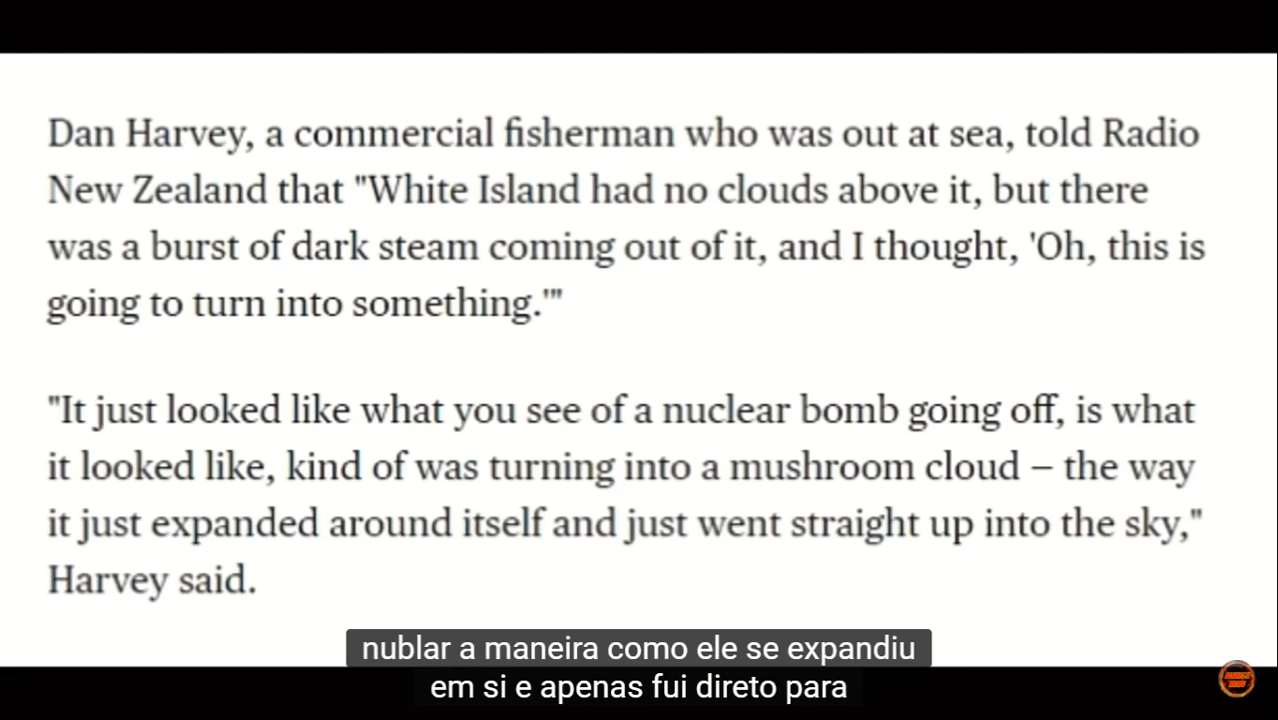 Dan Harvey, a commercial fisherman who was out at sea, told Radio
New Zealand that "White Island had no clouds above it, but there
was a burst of dark steam coming out of it, and I thought, 'Oh, this is
going to turn into something.'"
"It just looked like what you see of a nuclear bomb going off, is what
it looked like, kind of was turning into a mushroom cloud – the way
it just expanded around itself and just went straight up into the sky,"
Harvey said.
nublar a maneira como ele se expandiu
em si e apenas fui direto para